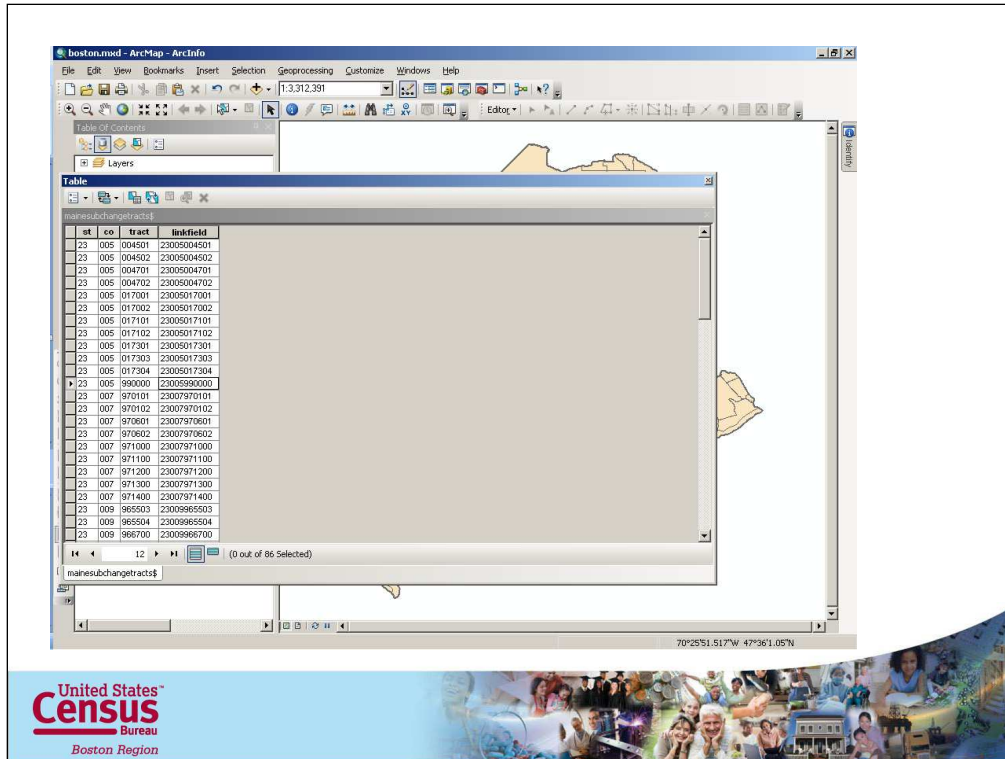 boston.mxd - ArcMap - ArcInfo
File Edit View Bookmarks Insert Selection Geoprocessing Customize Windows Help
1:3,312,391
Editor
Table Of Contents
Layers
Identify
Table
mainesubchangetracts$
st co tract linkfield
23 005 004501 23005004501
23 005 004502 23005004502
23 005 004701 23005004701
23 005 004702 23005004702
23 005 017001 23005017001
23 005 017002 23005017002
23 005 017101 23005017101
23 005 017102 23005017102
23 005 017301 23005017301
23 005 017303 23005017303
23 005 017304 23005017304
23 005 990000 23005990000
23 007 970101 23007970101
23 007 970102 23007970102
23 007 970601 23007970601
23 007 970602 23007970602
23 007 971000 23007971000
23 007 971100 23007971100
23 007 971200 23007971200
23 007 971300 23007971300
23 007 971400 23007971400
23 009 965503 23009965503
23 009 965504 23009965504
23 009 966700 23009966700
12 (0 out of 86 Selected)
mainesubchangetracts$
70°25'51.517"W 47°36'1.05"N
United States™
Census
Bureau
Boston Region